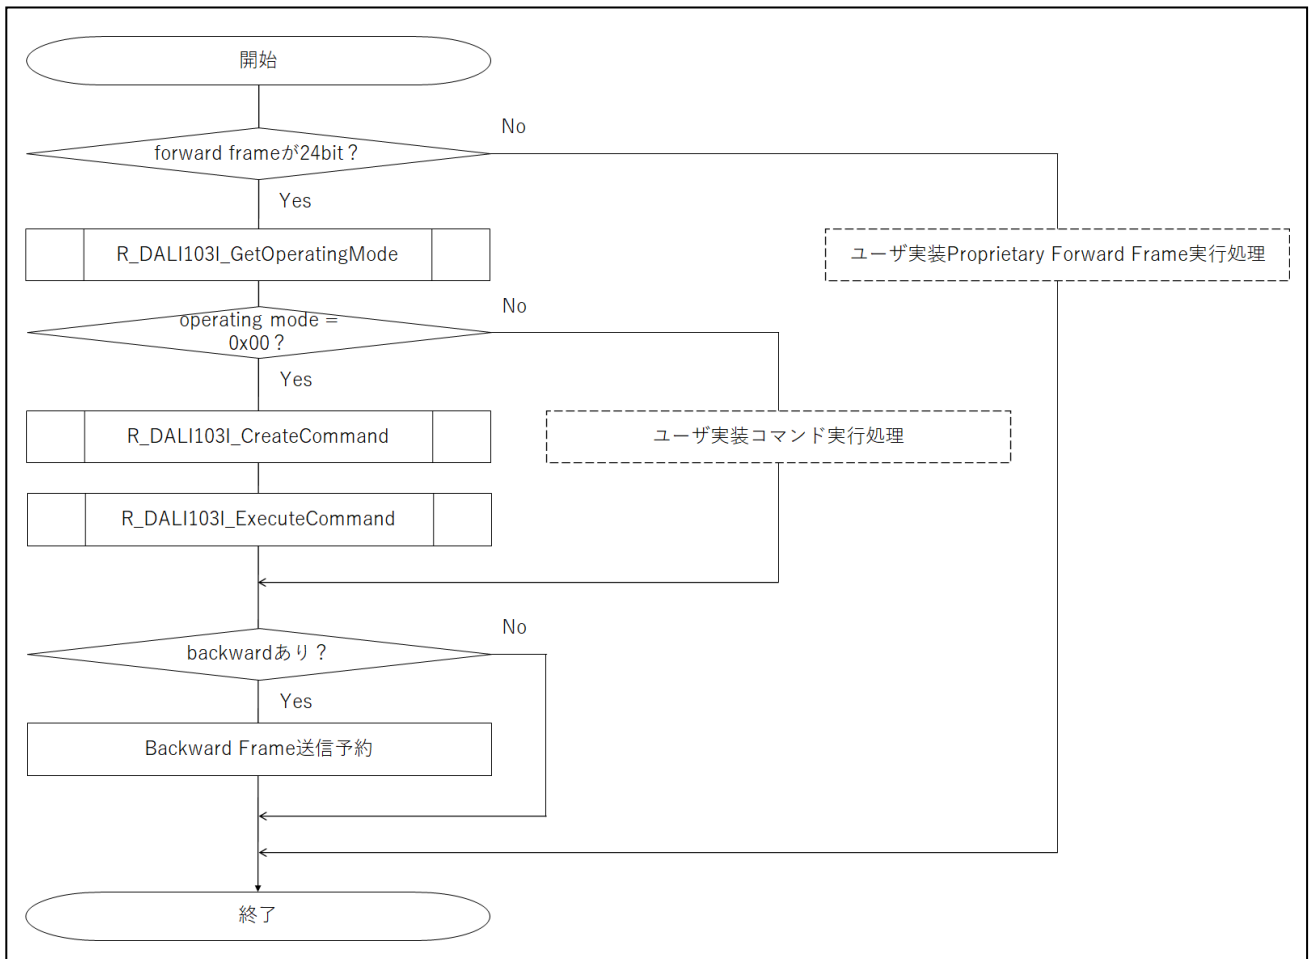 開始
No
forward frameが24bit？
Yes
R_DALI103I_GetOperatingMode
ユーザ実装Proprietary Forward Frame実行処理
No
operating mode =
0x00？
Yes
R_DALI103I_CreateCommand
ユーザ実装コマンド実行処理
R_DALI103I_ExecuteCommand
No
backwardあり？
Yes
Backward Frame送信予約
終了